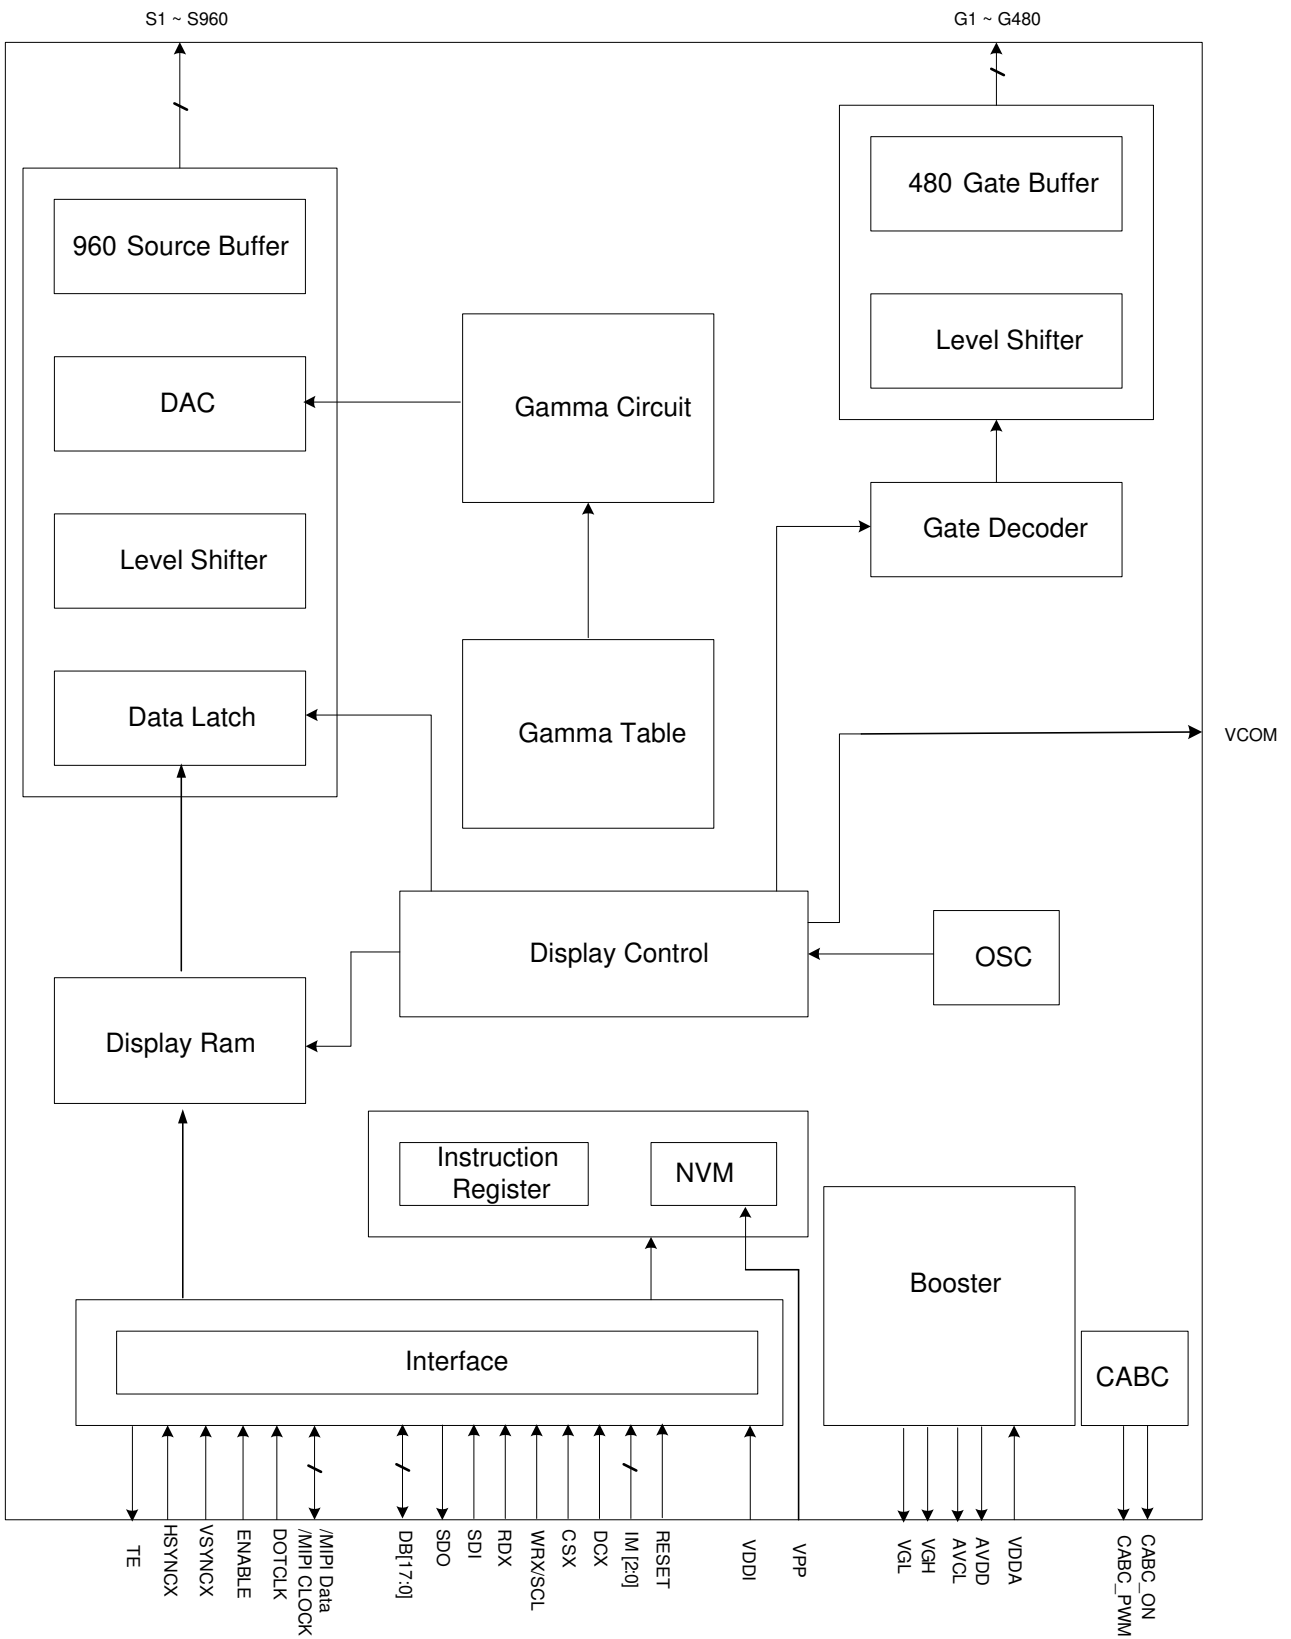 S1 ~ S960
G1 ~ G480
480 Gate Buffer
960 Source Buffer
Level Shifter
DAC
Gamma Circuit
Gate Decoder
Level Shifter
Data Latch
Gamma Table
VCOM
Display Control
OSC
Display Ram
Instruction
Register
NVM
Booster
Interface
CABC
TE
HSYNCX
VSYNCX
ENABLE
DOTCLK
/MIPI CLOCK
/MIPI Data
DB[17:0]
SDO
SDI
RDX
WRX/SCL
CSX
DCX
IM [2:0]
RESET
VDDI
VPP
VGL
VGH
AVCL
AVDD
VDDA
CABC_PWM
CABC_ON